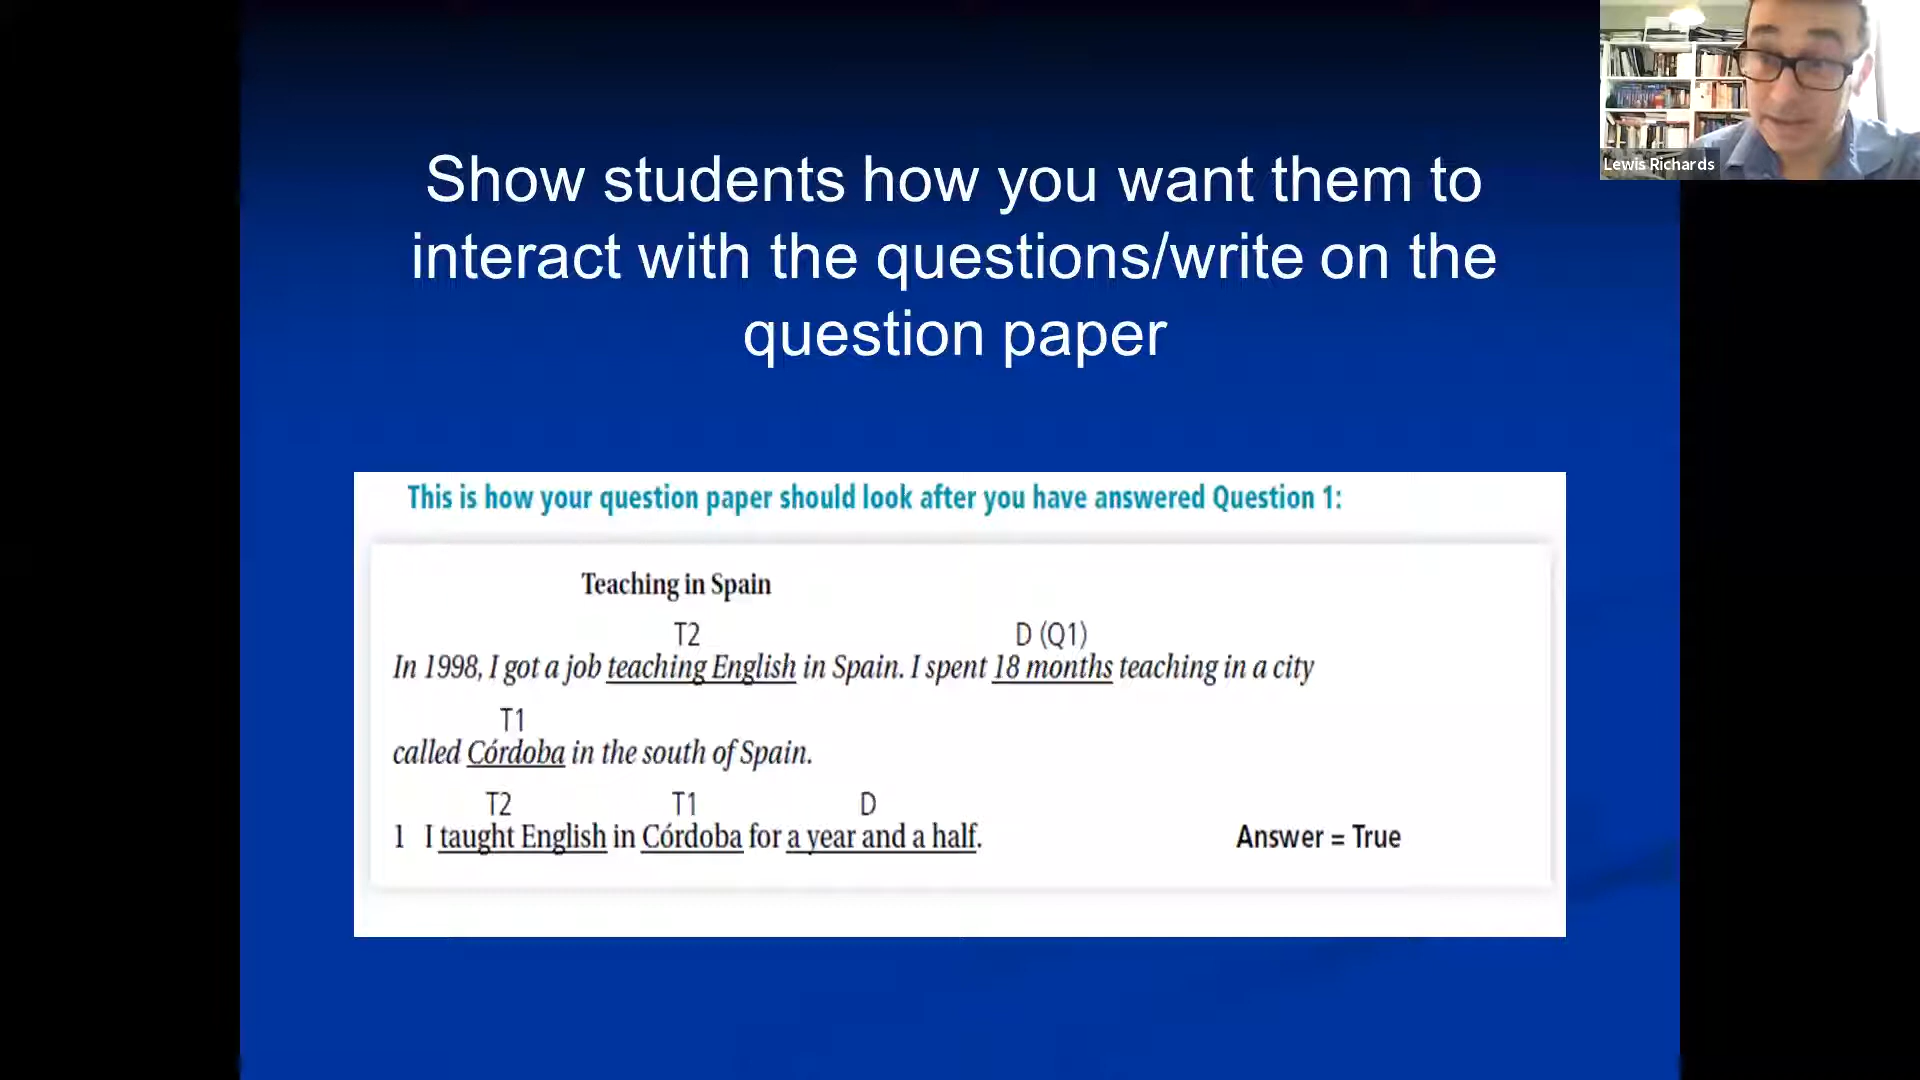 Show students how you want them to
interact with the questions/write on the
question paper
Lewis Richards
This is how your question paper should look after you have answered Question 1:
Teaching in Spain
T2 D (Q1)
In 1998, I got a job teaching English in Spain. I spent 18 months teaching in a city
T1
called Córdoba in the south of Spain.
T2 T1 D
1 I taught English in Córdoba for a year and a half. Answer = True